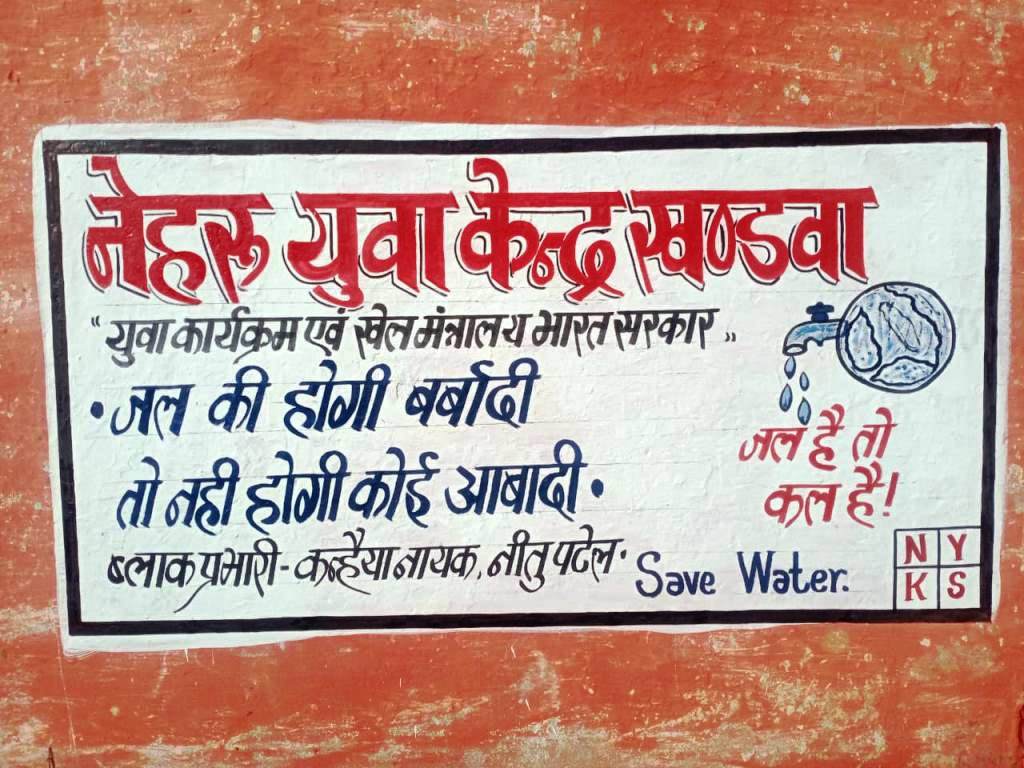 नेहरू युवा केन्द्र खण्डवा
"युवा कार्यक्रम एवं खेल मंत्रालय भारत सरकार"
• जल की होगी बर्बादी
तो नही होगी कोई आबादी •
ब्लाक प्रभारी - कन्हैया नायक, नीतु पटेल •
जल है तो
कल है!
Save Water.
N Y
K S